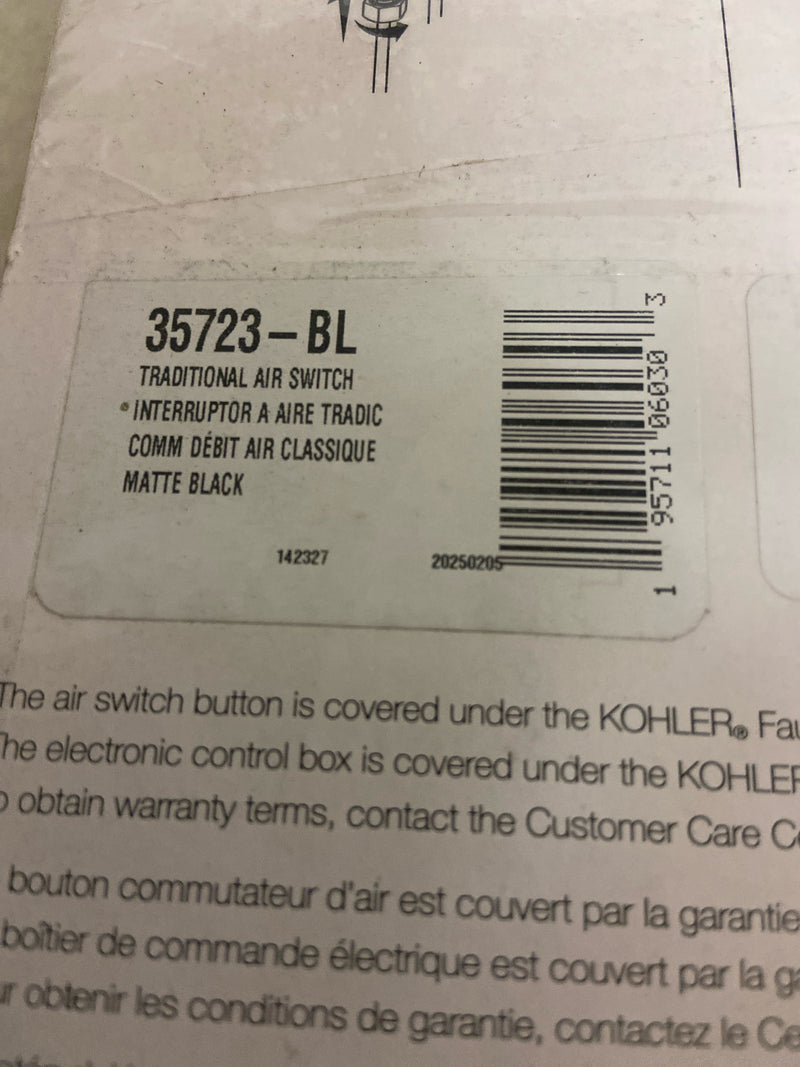 35723-BL
TRADITIONAL AIR SWITCH
INTERRUPTOR A AIRE TRADIC
COMM DÉBIT AIR CLASSIQUE
MATTE BLACK
142327
20250205
1 95711 06030 3
The air switch button is covered under the KOHLER®
The electronic control box is covered under the KOHLER
obtain warranty terms, contact the Customer Care
bouton commutateur d'air est couvert par la garantie
boîtier de commande électrique est couvert par la
obtenir les conditions de garantie, contactez le